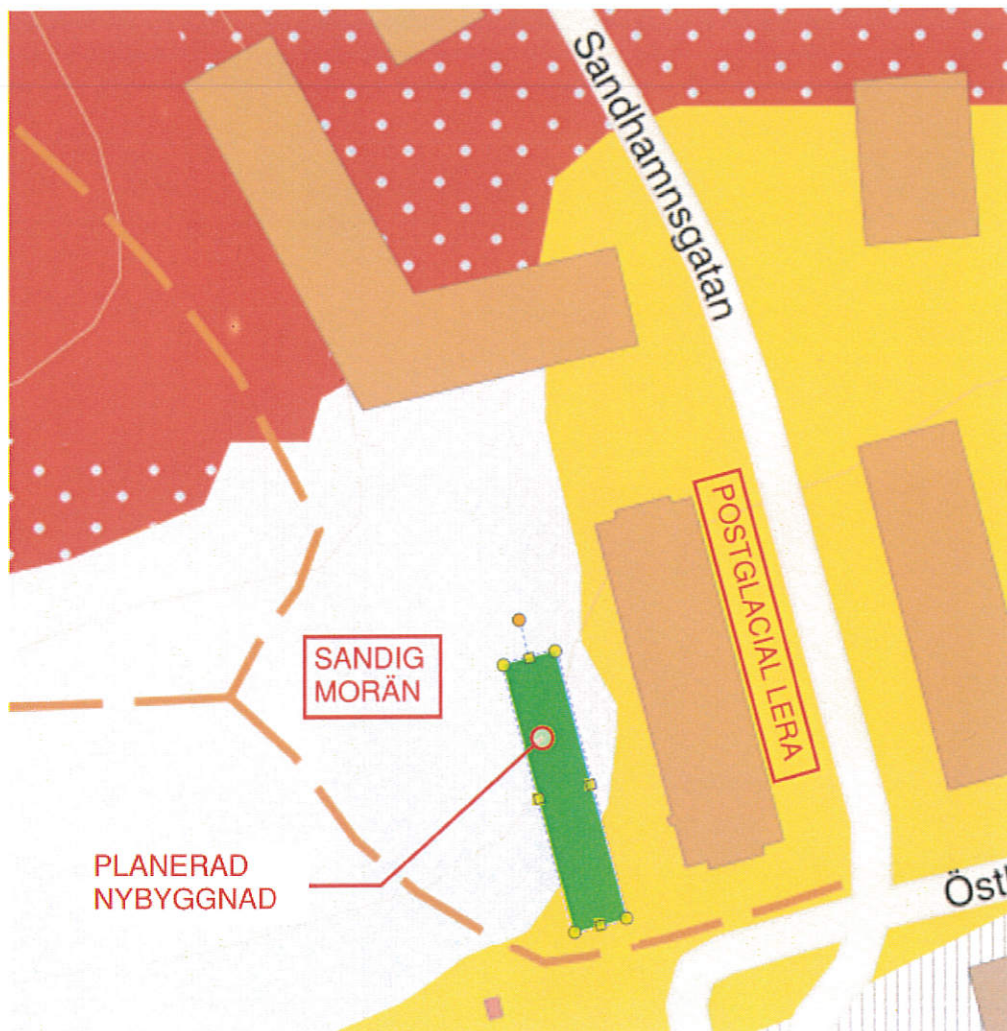 Sandhamnsgatan
POSTGLACIAL LERA
SANDIG
MORÄN
PLANERAD
NYBYGGNAD